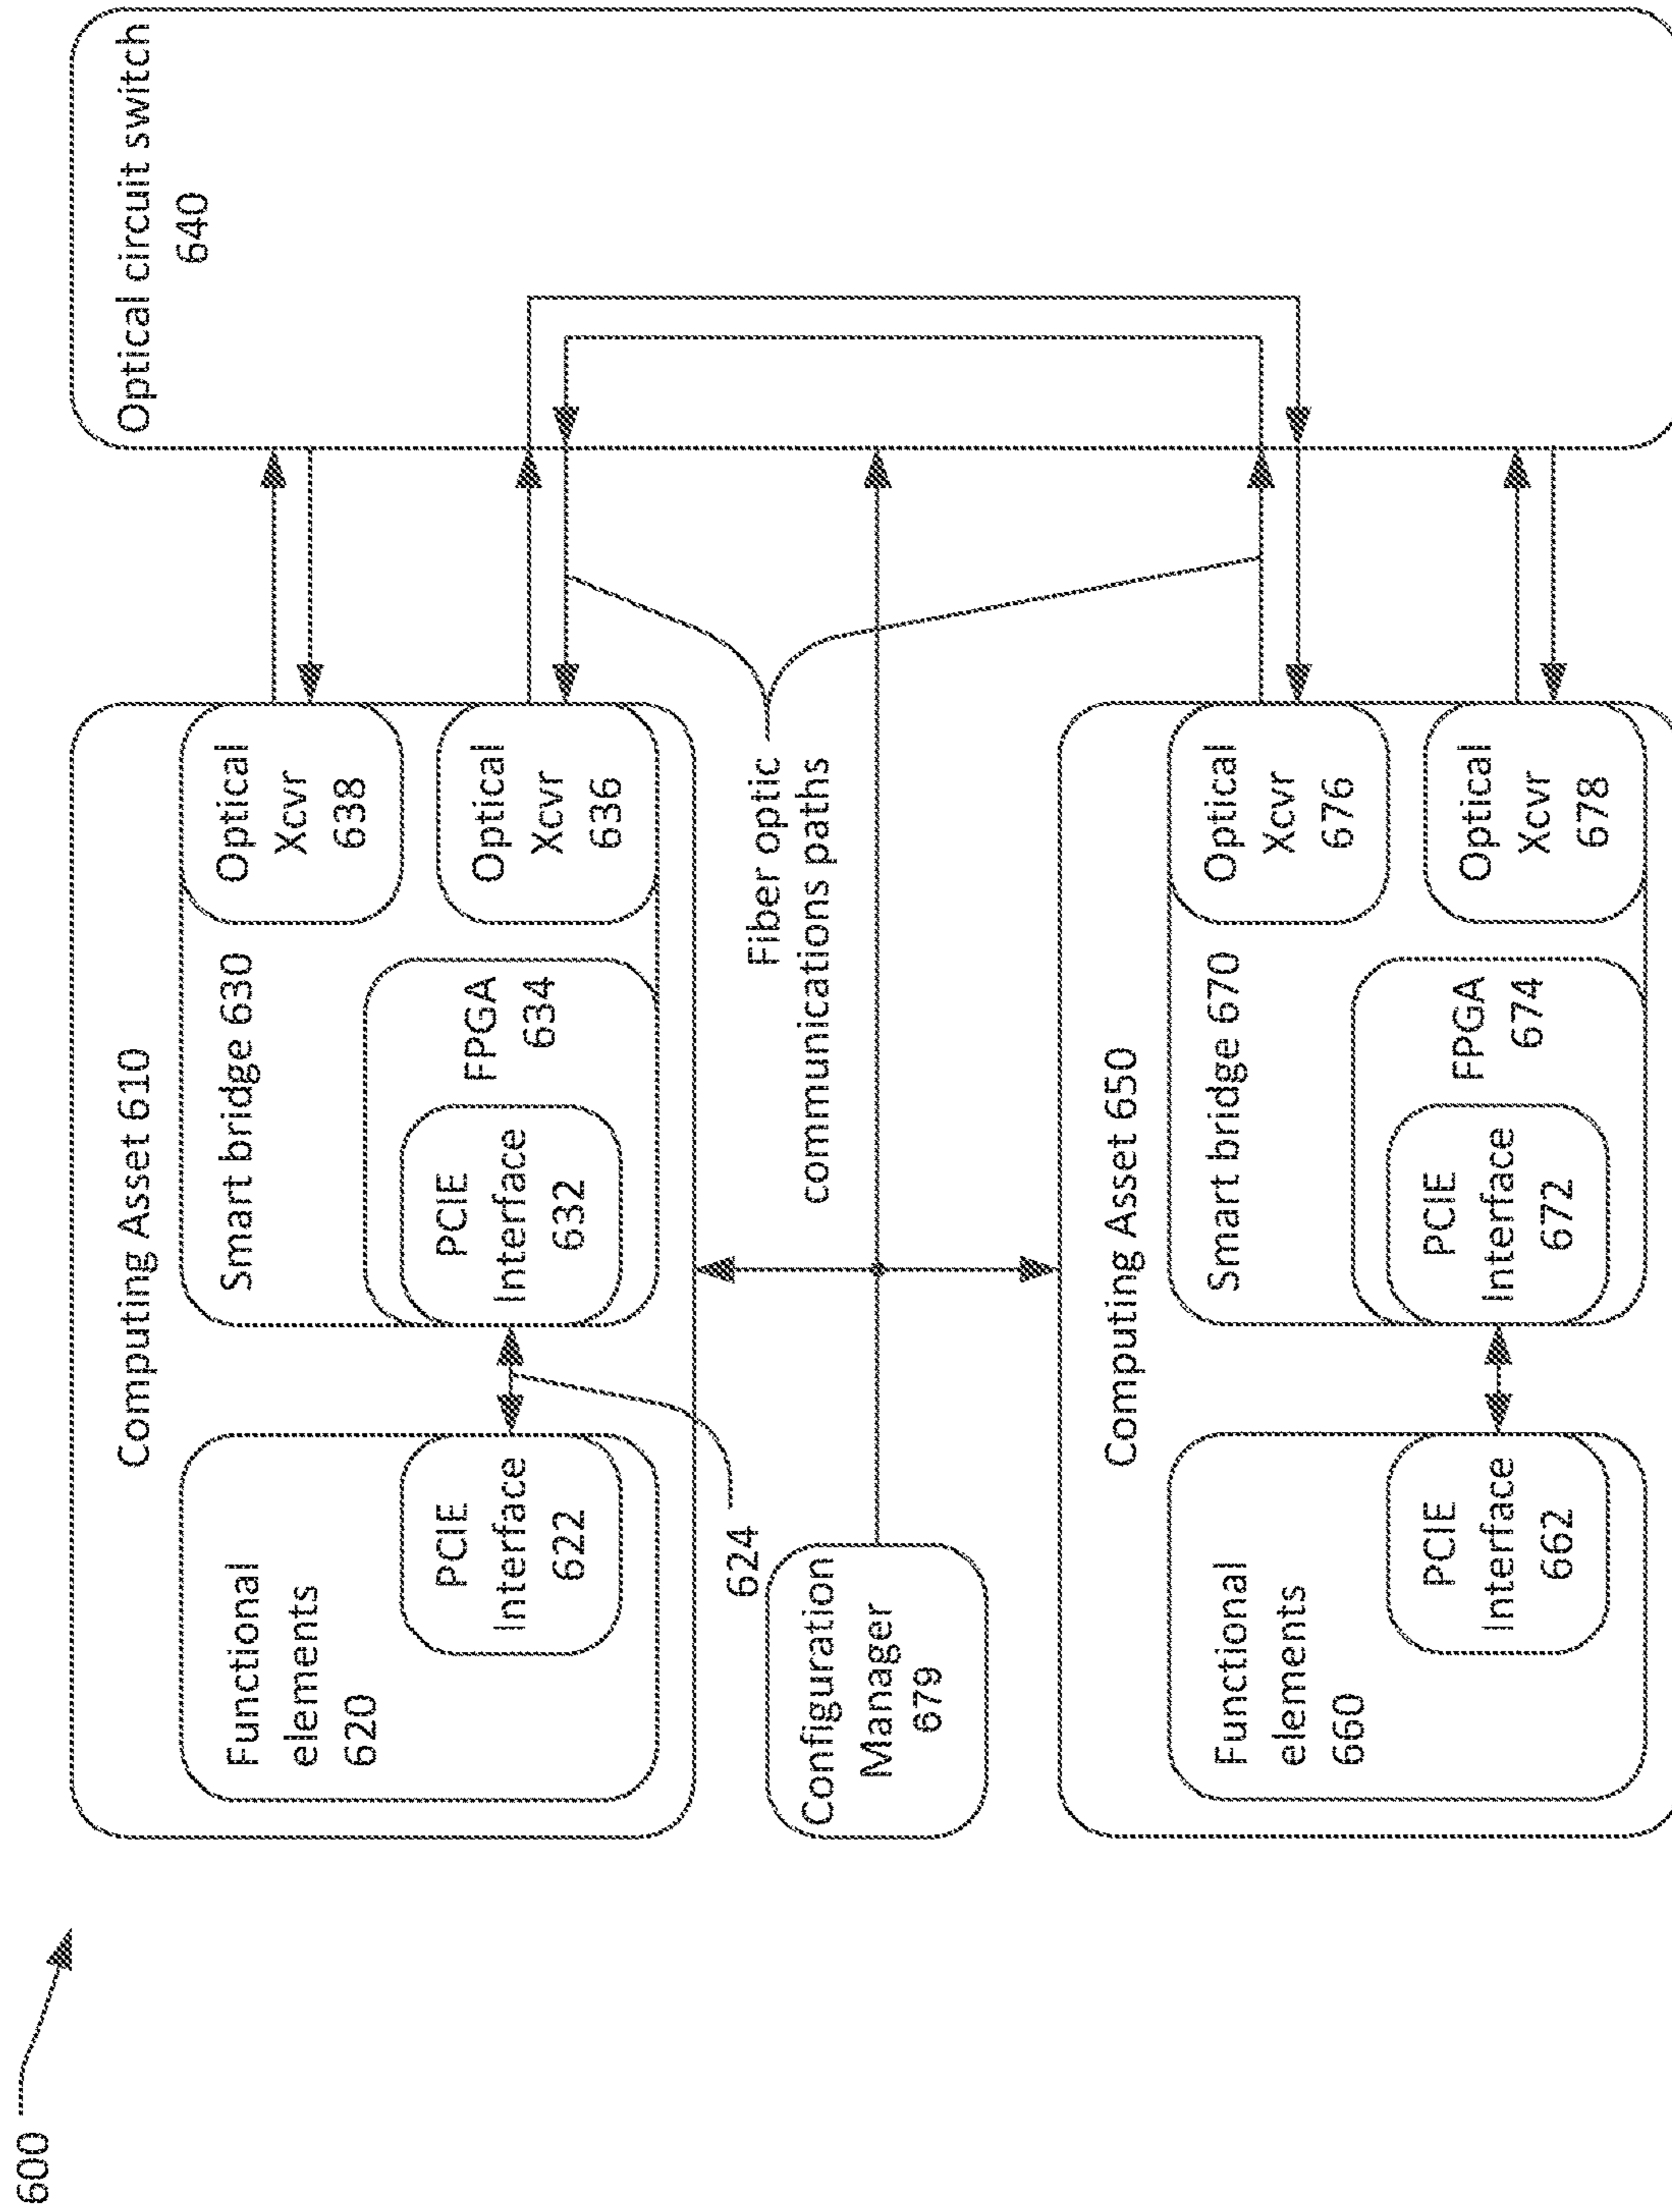 600
Computing Asset 610
Functional
elements
620
PCIE
Interface
622
624
Smart bridge 630
FPGA
634
PCIE
Interface
632
Optical
Xcvr
638
Optical
Xcvr
636
Optical circuit switch
640
Configuration
Manager
679
Fiber optic
communications paths
Computing Asset 650
Functional
elements
660
PCIE
Interface
662
Smart bridge 670
FPGA
674
PCIE
Interface
672
Optical
Xcvr
676
Optical
Xcvr
678